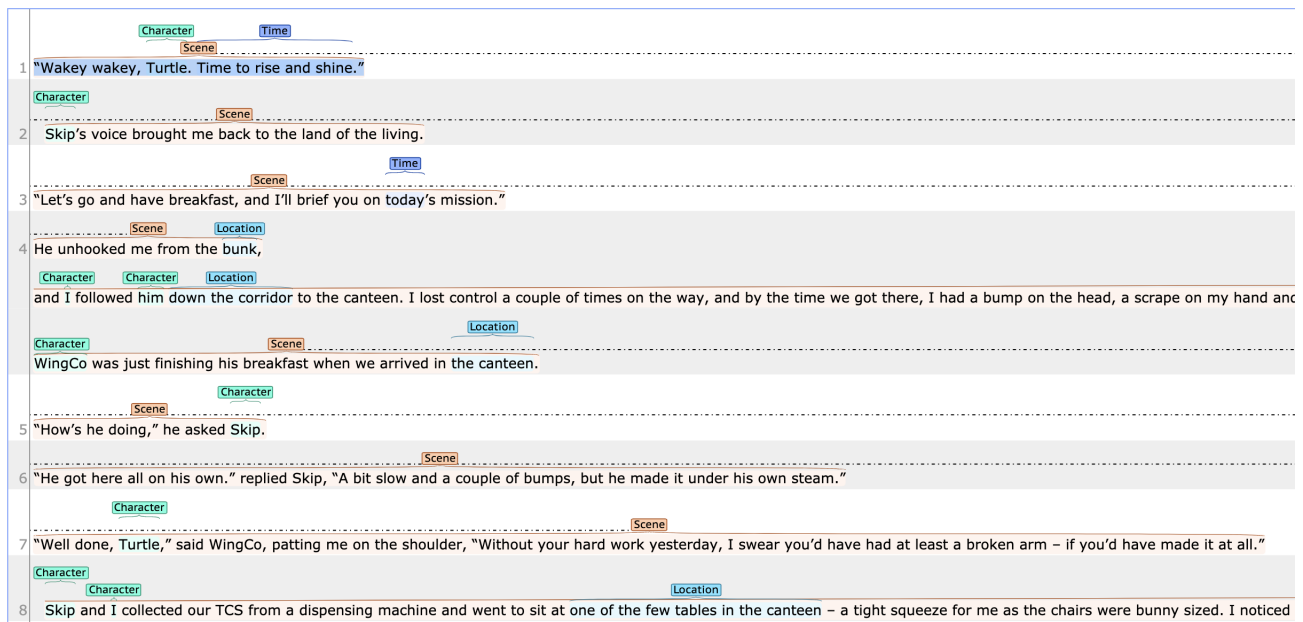 Character Time
Scene
1 “Wakey wakey, Turtle. Time to rise and shine.”
Character
Scene
2 Skip’s voice brought me back to the land of the living.
Time
Scene
3 “Let’s go and have breakfast, and I’ll brief you on today’s mission.”
Scene Location
4 He unhooked me from the bunk,
Character Character Location
and I followed him down the corridor to the canteen. I lost control a couple of times on the way, and by the time we got there, I had a bump on the head, a scrape on my hand and
Location
Character Scene
WingCo was just finishing his breakfast when we arrived in the canteen.
Character
Scene
5 “How’s he doing,” he asked Skip.
Scene
6 “He got here all on his own.” replied Skip, “A bit slow and a couple of bumps, but he made it under his own steam.”
Character
Scene
7 “Well done, Turtle,” said WingCo, patting me on the shoulder, “Without your hard work yesterday, I swear you’d have had at least a broken arm – if you’d have made it at all.”
Character
Character Location
8 Skip and I collected our TCS from a dispensing machine and went to sit at one of the few tables in the canteen – a tight squeeze for me as the chairs were bunny sized. I noticed